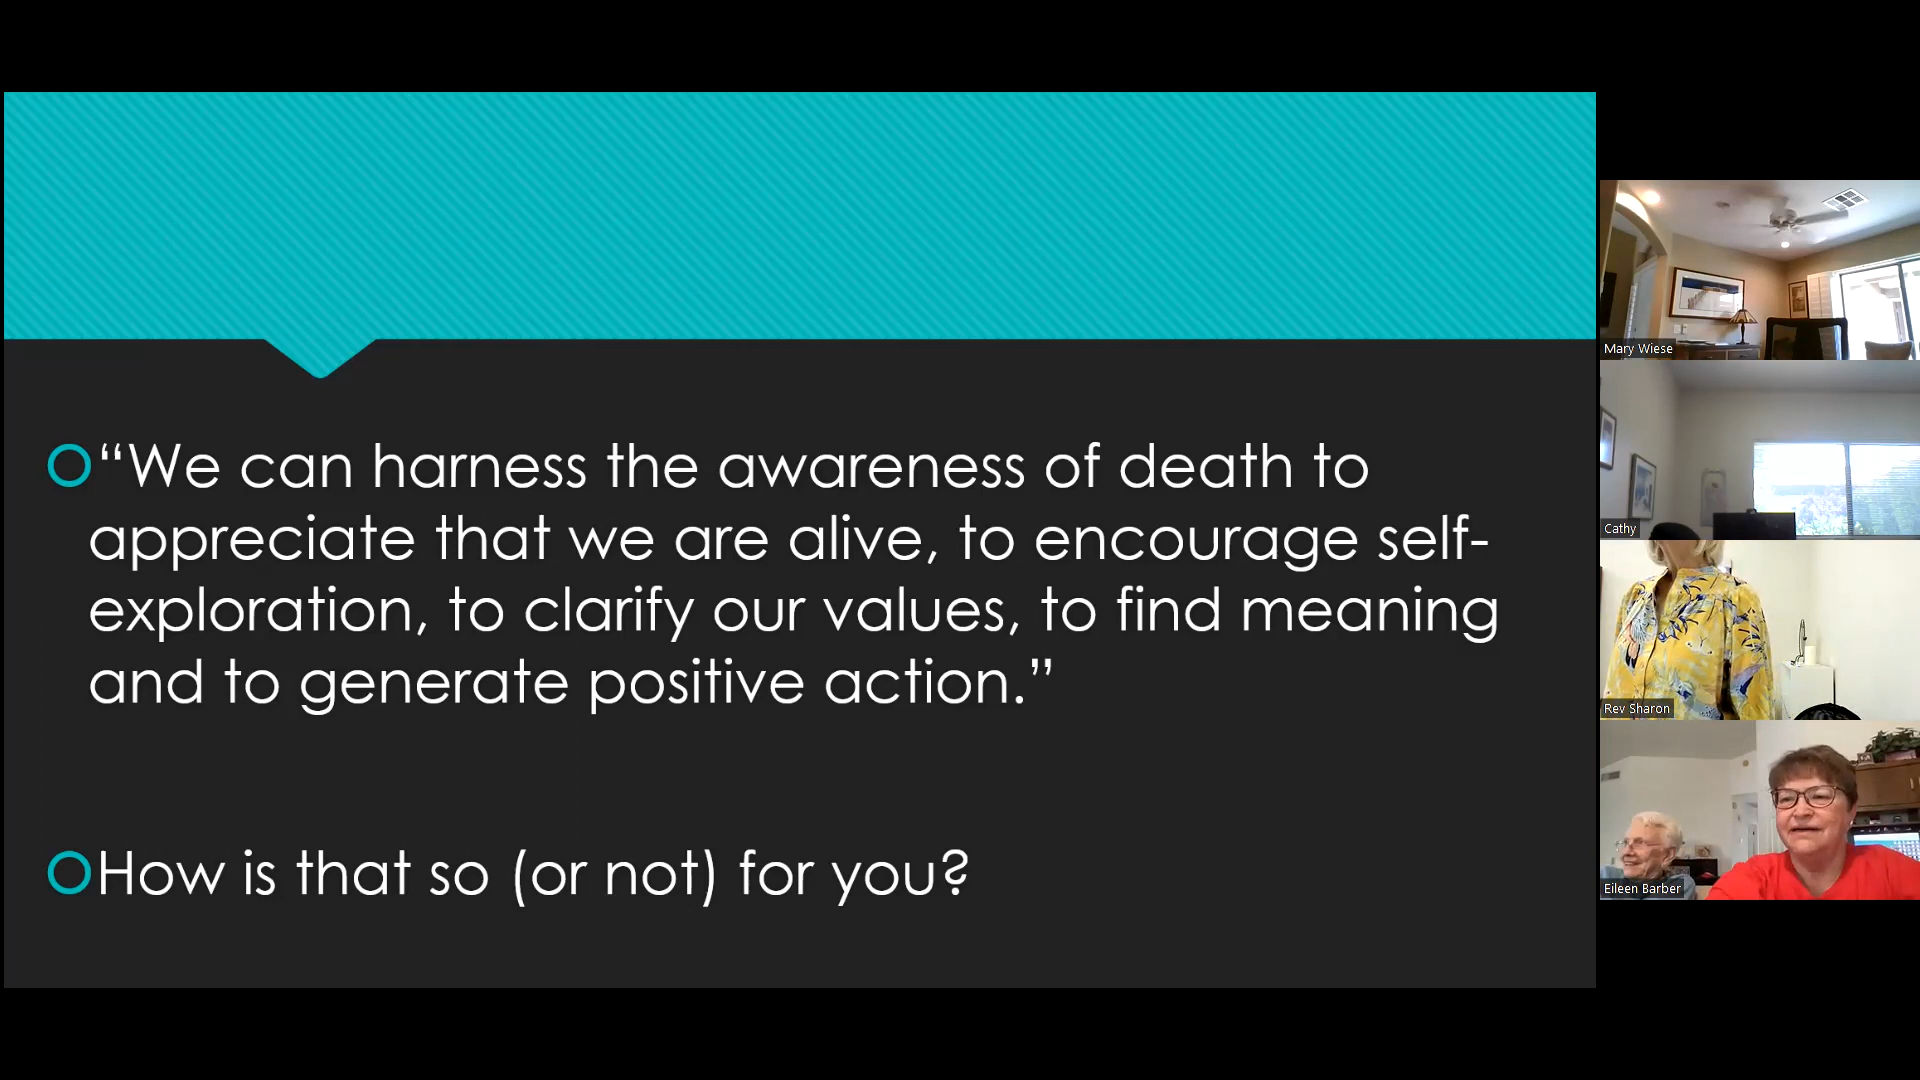 “We can harness the awareness of death to
appreciate that we are alive, to encourage self-
exploration, to clarify our values, to find meaning
and to generate positive action.”
How is that so (or not) for you?
Mary Wiese
Cathy
Rev Sharon
Eileen Barber